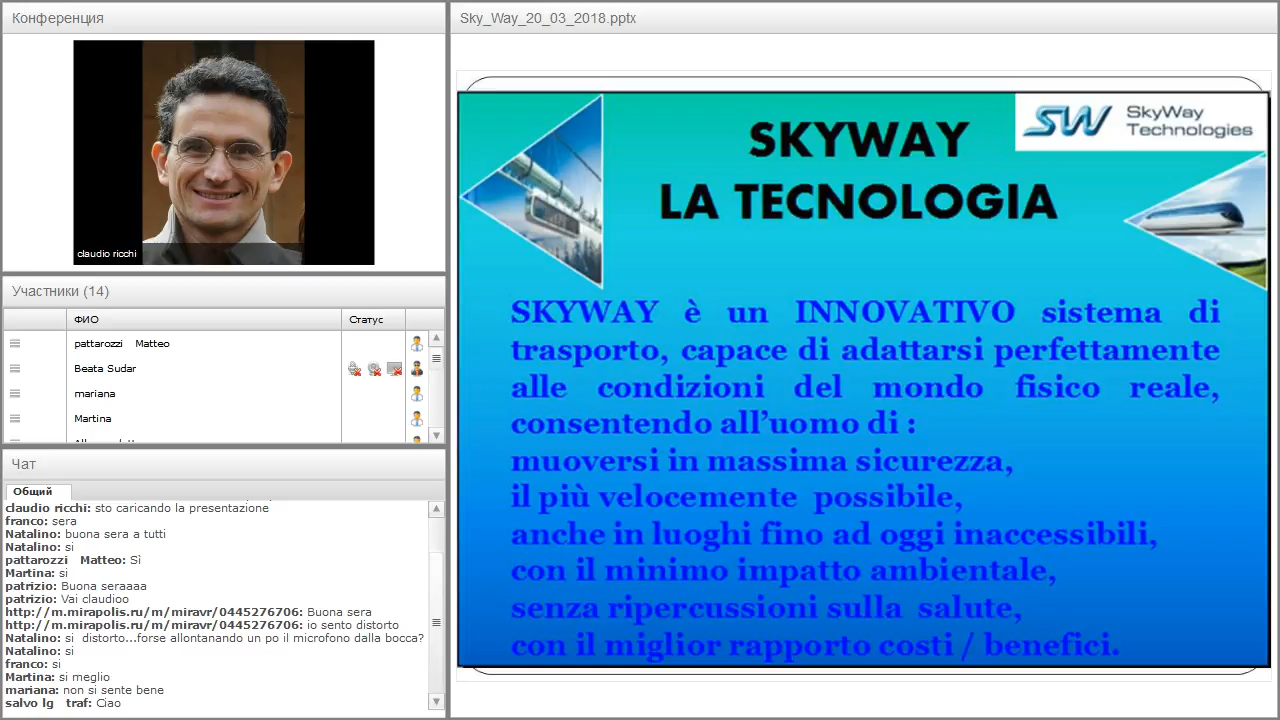 Конференция
claudio ricchi
Участники (14)
ФИО
Статус
pattarozzi Matteo
Beata Sudar
mariana
Martina
Чат
Общий
claudio ricchi: sto caricando la presentazione
franco: sera
Natalino: buona sera a tutti
Natalino: si
pattarozzi Matteo: Sì
Martina: si
patrizio: Buona seraaaa
patrizio: Vai claudioo
http://m.mirapolis.ru/m/miravr/0445276706: Buona sera
http://m.mirapolis.ru/m/miravr/0445276706: io sento distorto
Natalino: si distorto...forse allontanando un po il microfono dalla bocca?
Natalino: si
franco: si
Martina: si meglio
mariana: non si sente bene
salvo lg traf: Ciao
Sky_Way_20_03_2018.pptx
SW SkyWay
Technologies
SKYWAY
LA TECNOLOGIA
SKYWAY è un INNOVATIVO sistema di
trasporto, capace di adattarsi perfettamente
alle condizioni del mondo fisico reale,
consentendo all'uomo di :
muoversi in massima sicurezza,
il più velocemente possibile,
anche in luoghi fino ad oggi inaccessibili,
con il minimo impatto ambientale,
senza ripercussioni sulla salute,
con il miglior rapporto costi / benefici.